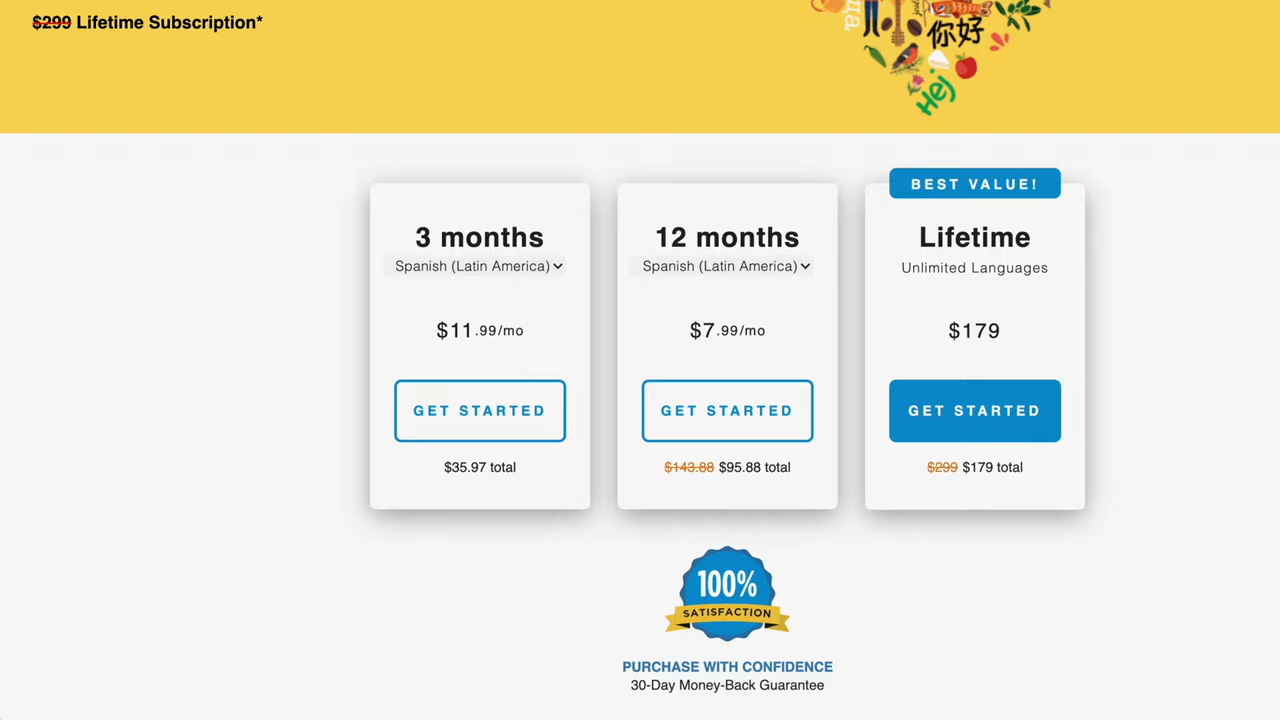 $299 Lifetime Subscription*
ца,
你好
Hej
BEST VALUE!
3 months
Spanish (Latin America)
$11.99/mo
GET STARTED
$35.97 total
12 months
Spanish (Latin America)
$7.99/mo
GET STARTED
$143.88 $95.88 total
Lifetime
Unlimited Languages
$179
GET STARTED
$299 $179 total
100%
SATISFACTION
PURCHASE WITH CONFIDENCE
30-Day Money-Back Guarantee